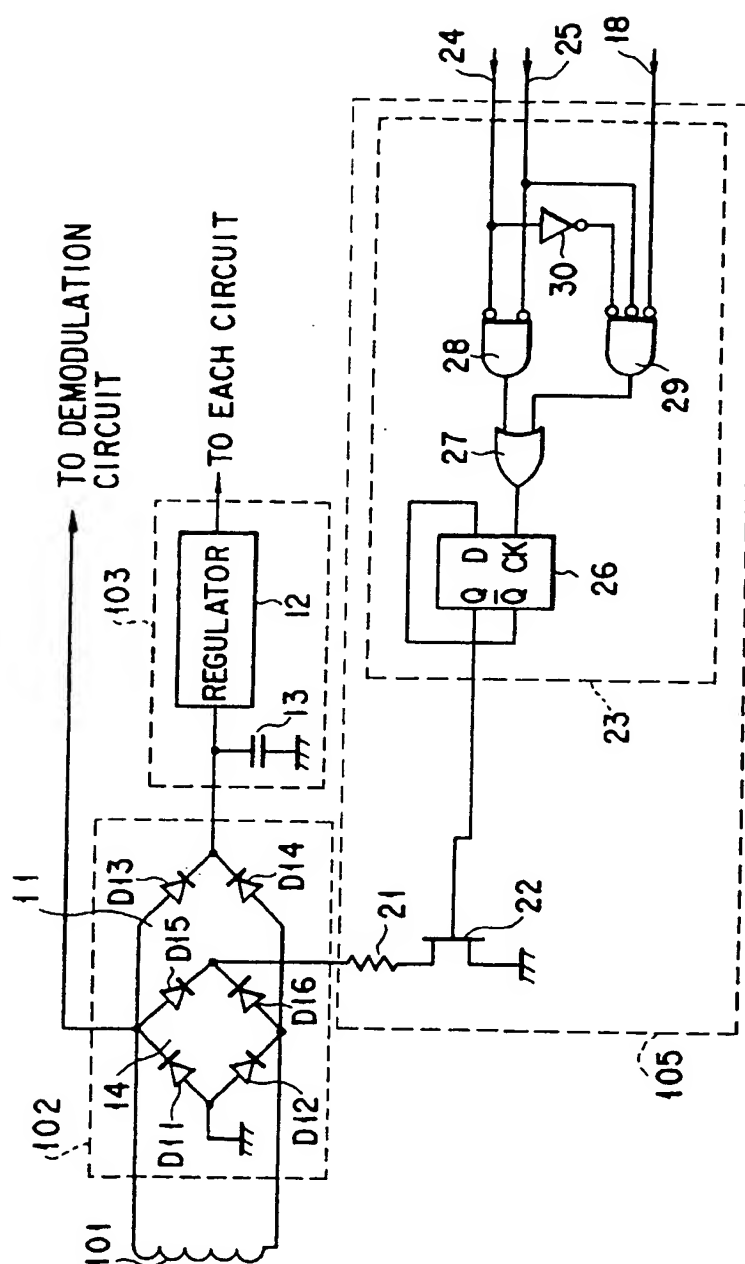 101
102
14
11
D11
D12
D15
D16
D13
D14
TO DEMODULATION
CIRCUIT
103
REGULATOR
12
13
TO EACH CIRCUIT
21
22
105
23
Q
D
Q̅
CK
26
27
28
29
30
24
25
18